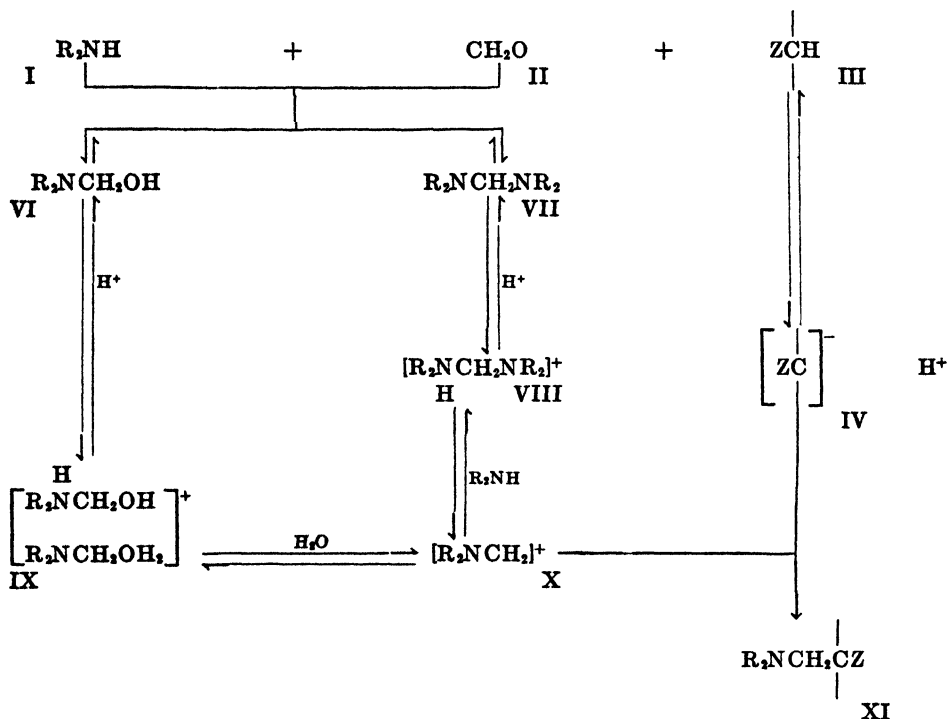 R₂NH + CH₂O + ZCH
I II III
R₂NCH₂OH R₂NCH₂NR₂
VI VII
H⁺ H⁺
[ZC]⁻ H⁺
[R₂NCH₂NR₂]⁺
H VIII
IV
H R₂NH
[R₂NCH₂OH
R₂NCH₂OH₂]⁺ H₂O [R₂NCH₂]⁺
IX X
R₂NCH₂CZ
XI